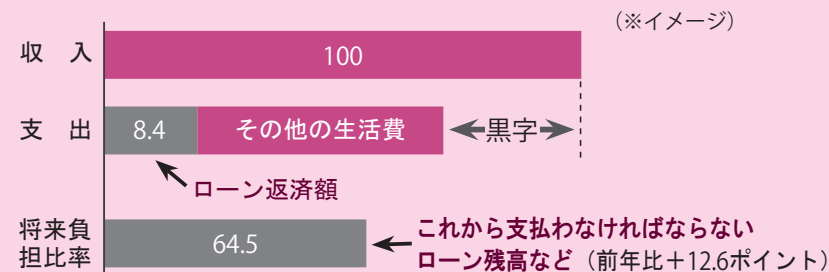 （※イメージ）
収 入 100
支 出 8.4 その他の生活費 黒字
ローン返済額
将来負
担比率
64.5
これから支払わなければならない
ローン残高など（前年比＋12.6ポイント）